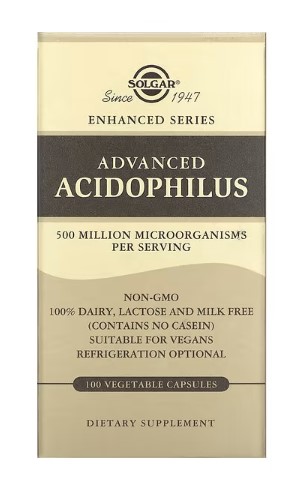 SOLGAR®
Since 1947
ENHANCED SERIES
ADVANCED
ACIDOPHILUS
500 MILLION MICROORGANISMS
PER SERVING
NON-GMO
100% DAIRY, LACTOSE AND MILK FREE
(CONTAINS NO CASEIN)
SUITABLE FOR VEGANS
REFRIGERATION OPTIONAL
100 VEGETABLE CAPSULES
DIETARY SUPPLEMENT